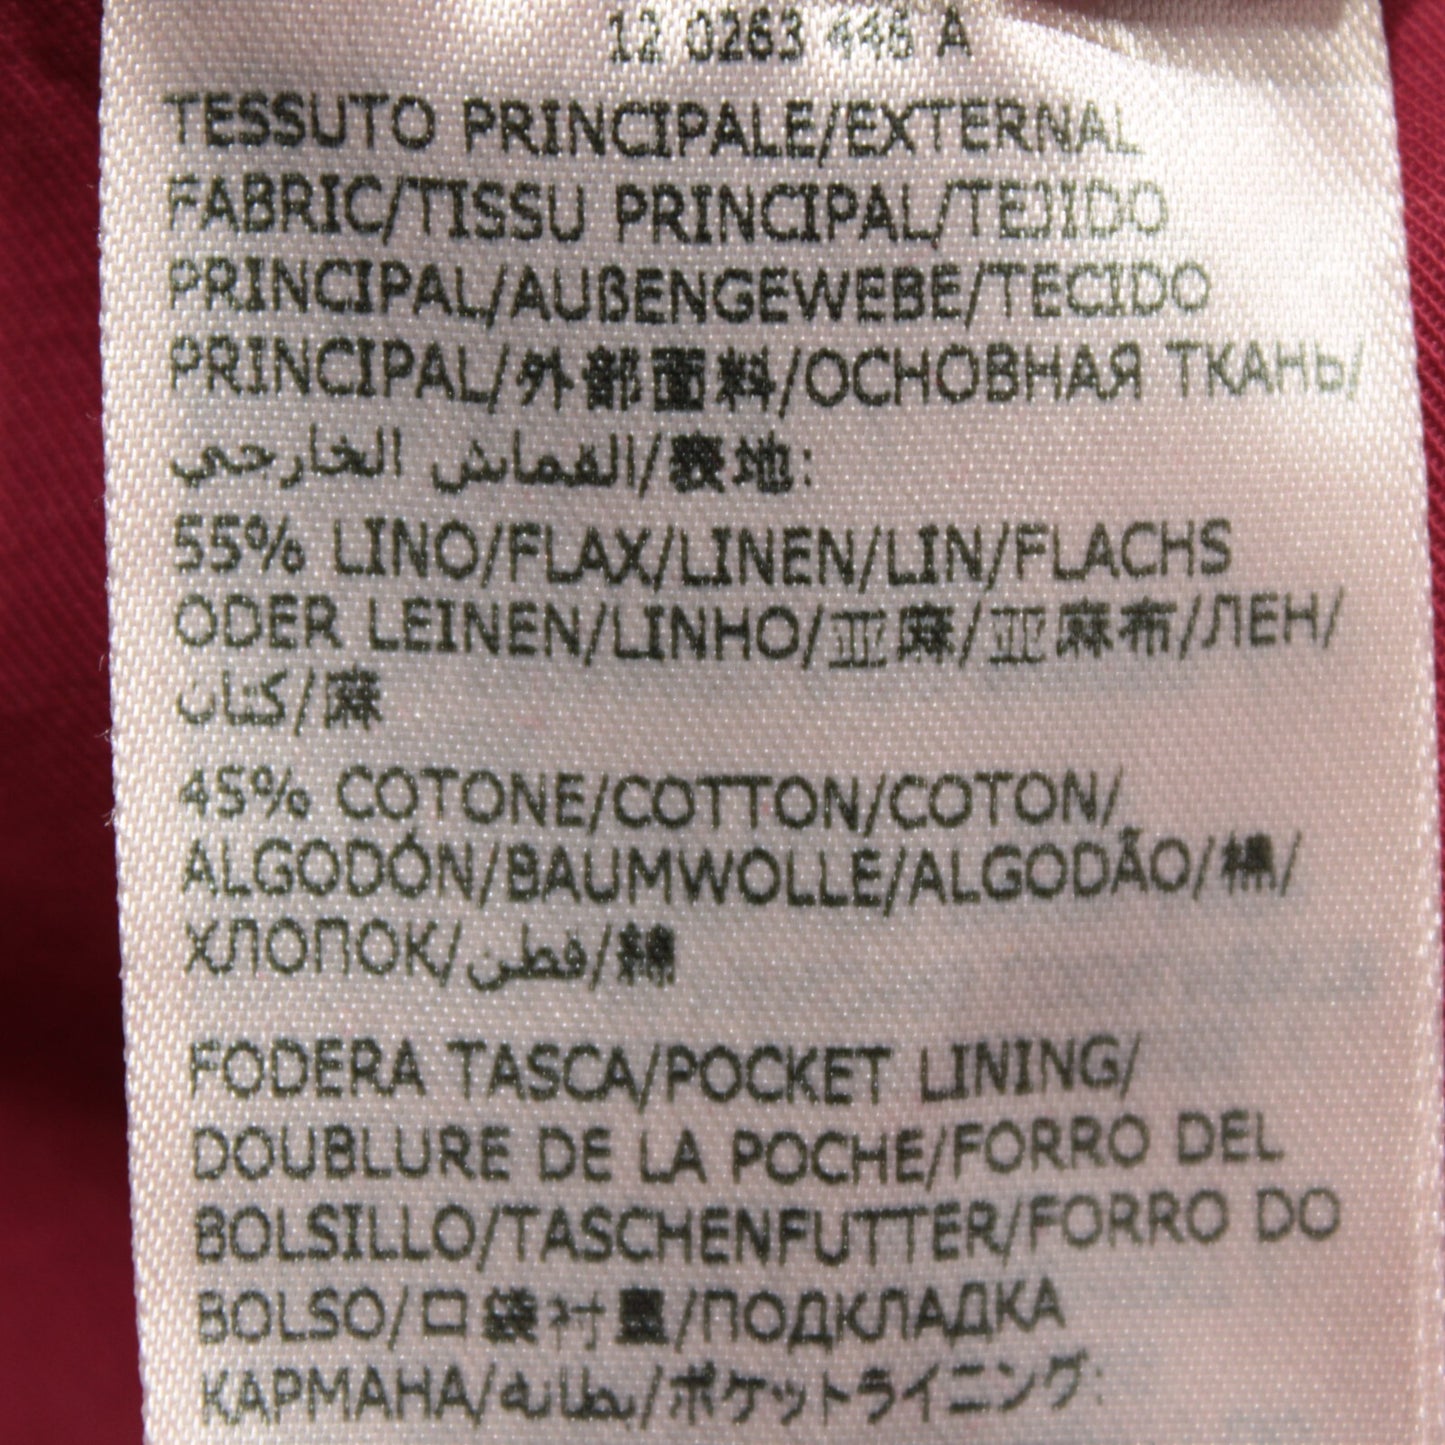 12 0263 446 A
TESSUTO PRINCIPALE/EXTERNAL
FABRIC/TISSU PRINCIPAL/TEJIDO
PRINCIPAL/AUßENGEWEBE/TECIDO
PRINCIPAL/外部面料/ОСНОВНАЯ ТКАНЬ/
القماش الخارجي/表地:
55% LINO/FLAX/LINEN/LIN/FLACHS
ODER LEINEN/LINHO/亚麻/亚麻布/ЛЕН/
كتان/麻
45% COTONE/COTTON/COTON/
ALGODÓN/BAUMWOLLE/ALGODÃO/棉/
ХЛОПОК/قطن/綿
FODERA TASCA/POCKET LINING/
DOUBLURE DE LA POCHE/FORRO DEL
BOLSILLO/TASCHENFUTTER/FORRO DO
BOLSO/口袋衬里/ПОДКЛАДКА
КАРМАНА/بطانه/ポケットライニング: